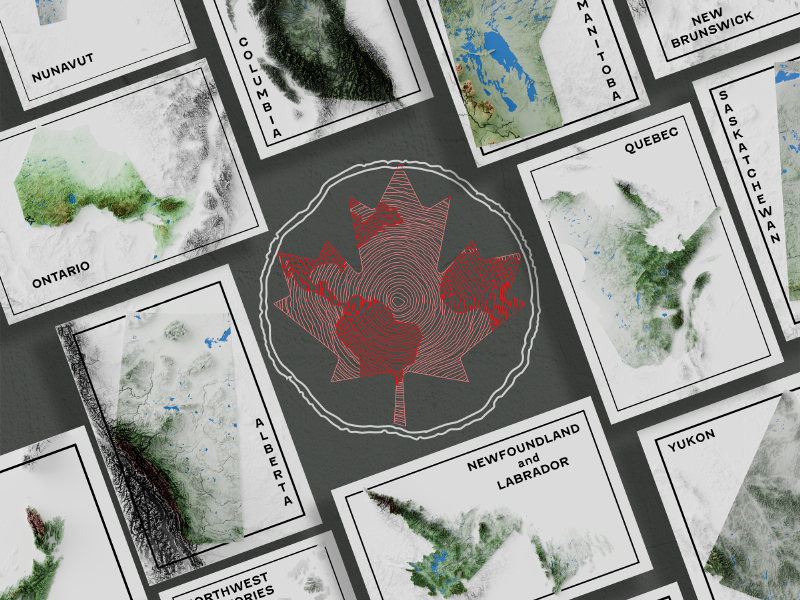 NUNAVUT
COLUMBIA
MANITOBA
NEW
BRUNSWICK
ONTARIO
QUEBEC
SASKATCHEWAN
ALBERTA
NEWFOUNDLAND
and
LABRADOR
YUKON